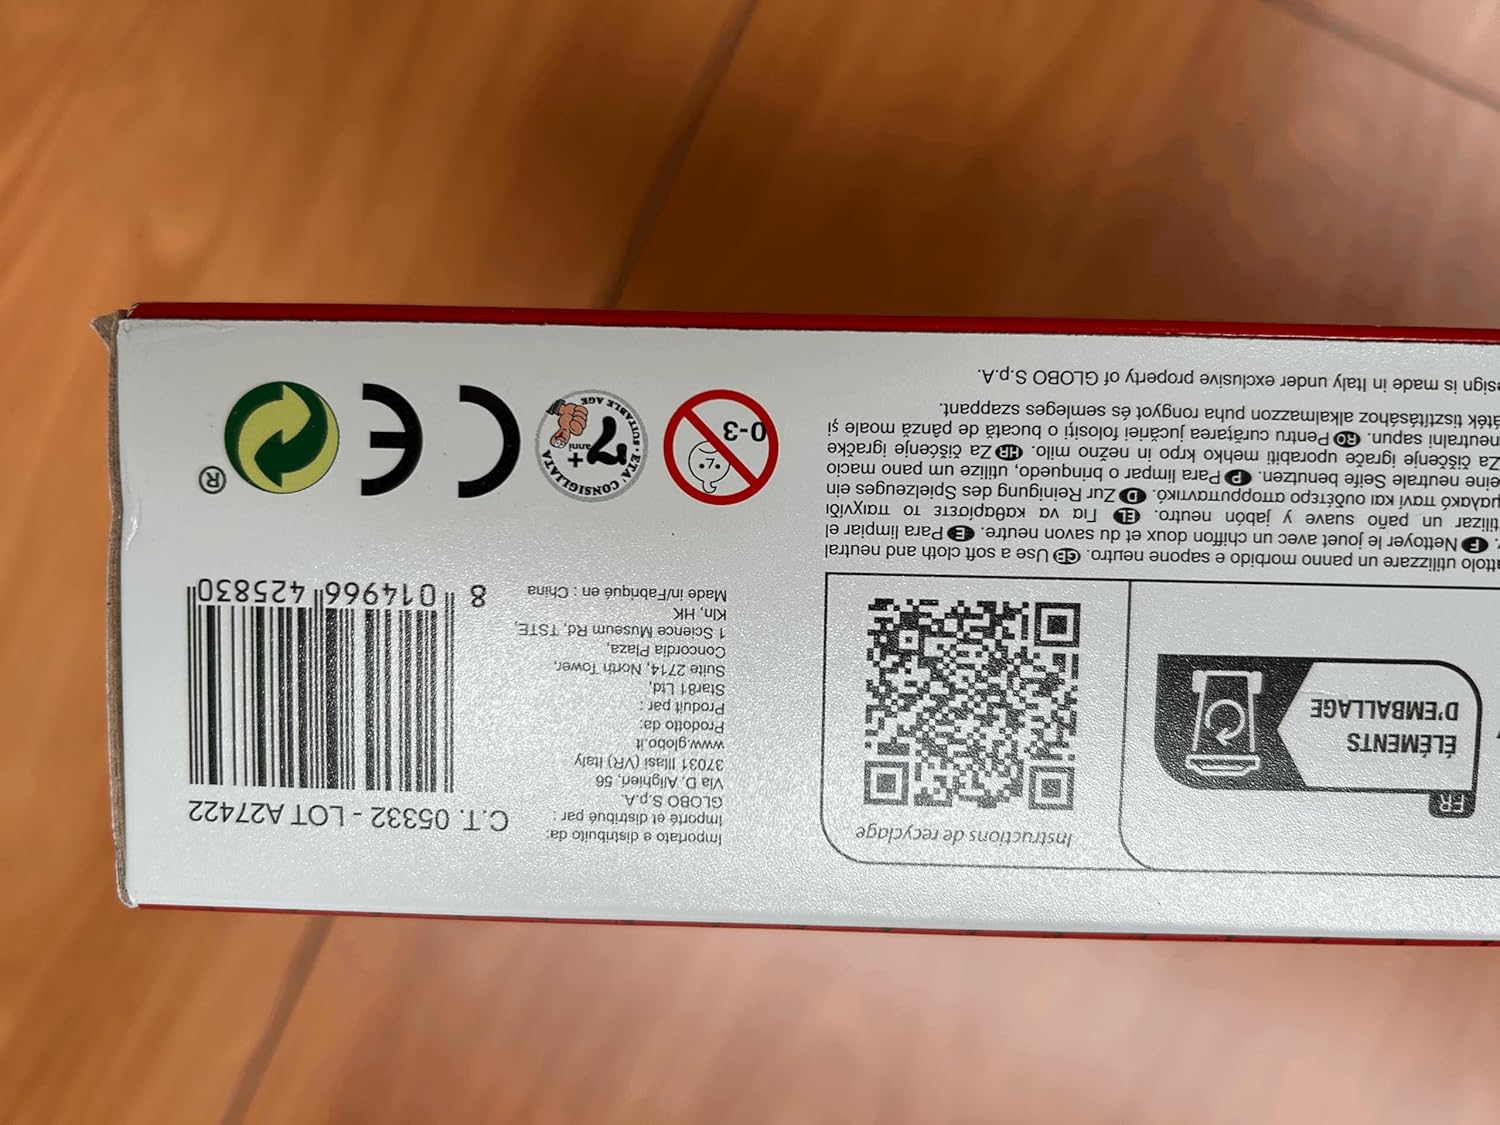 FR
ÉLÉMENTS
D'EMBALLAGE
Instructions de recyclage
attolo utilizzare un panno morbido e sapone neutro. GB Use a soft cloth and neutral
F Nettoyer le jouet avec un chiffon doux et du savon neutre. E Para limpiar el
utilizar un paño suave y jabón neutro. EL Για να καθαρίσετε το παιχνίδι
μαλακό πανί και ουδέτερο απορρυπαντικό. D Zur Reinigung des Spielzeuges ein
eine neutrale Seife benutzen. P Para limpar o brinquedo, utilize um pano macio
Za čiščenje igrače uporabiti mehko krpo in nežno milo. HR Za čišćenje igračke
neutralni sapun. RO Pentru curățarea jucăriei folosiți o bucată de pânză moale și
játék tisztításához alkalmazzon puha rongyot és semleges szappant.
esign is made in Italy under exclusive property of GLOBO S.p.A.
Importato e distribuito da:
Importé et distribué par :
GLOBO S.p.A.
Via D. Alighieri, 56
37031 Illasi (VR) Italy
www.globo.it
Prodotto da:
Produit par :
Star81 Ltd,
Suite 2714, North Tower,
Concordia Plaza,
1 Science Museum Rd, TSTE,
Kln, HK
Made in/Fabriqué en : China
C.T. 05332 - LOT A27422
8 014966 425830
0-3
ETA' CONSIGLIATA · SUITABLE AGE
7+
anni
CE
®